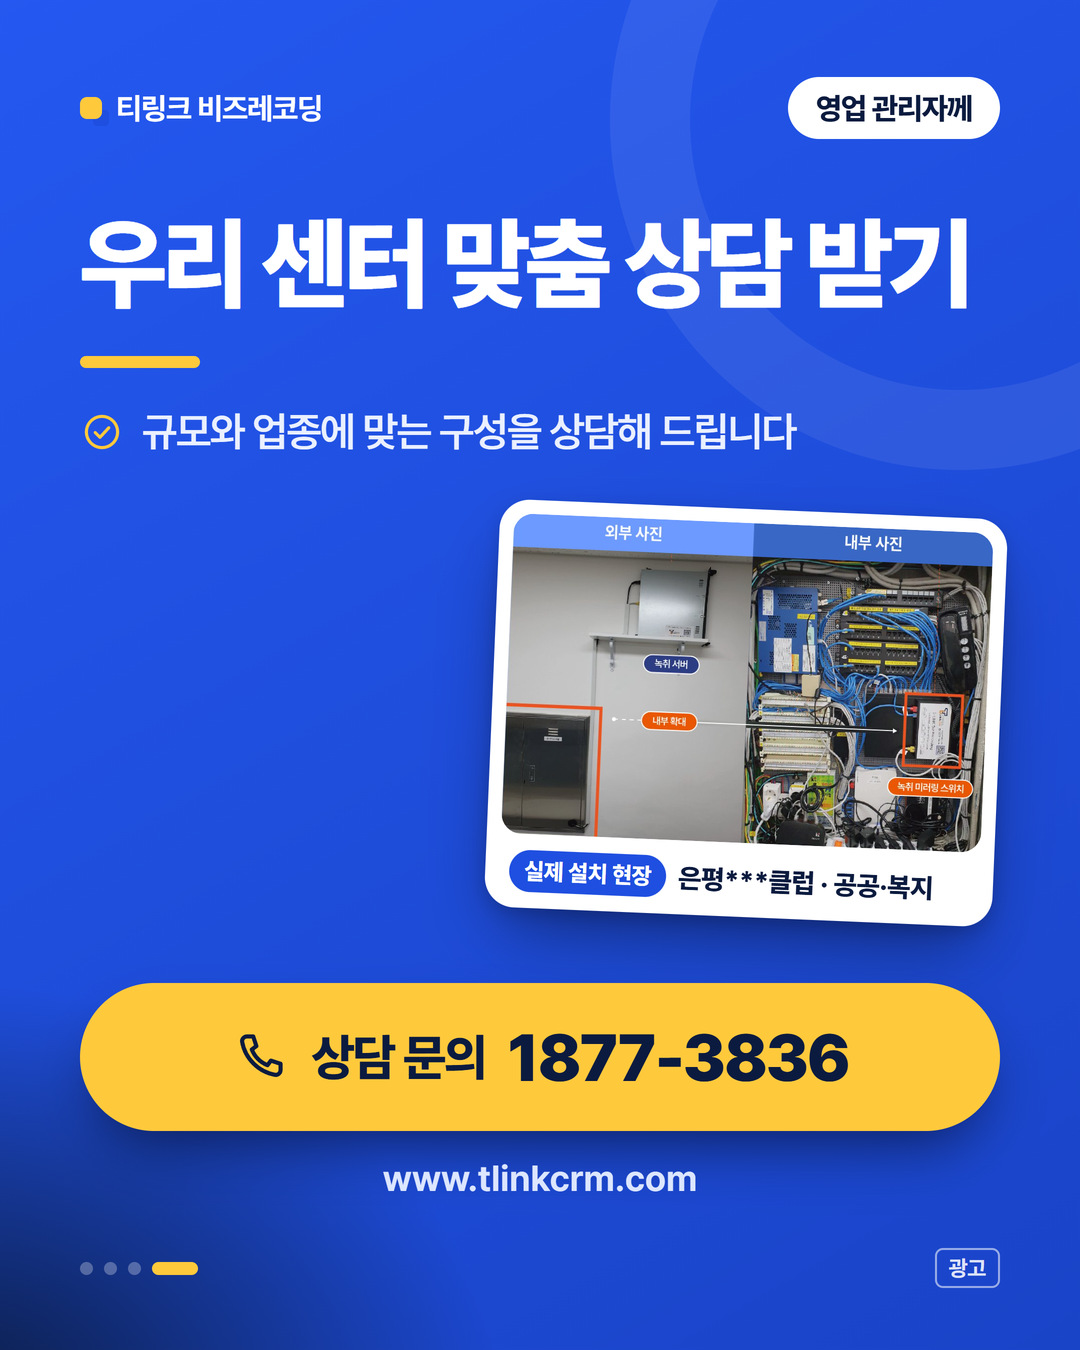 티링크 비즈레코딩
영업 관리자께
우리 센터 맞춤 상담 받기
규모와 업종에 맞는 구성을 상담해 드립니다
외부 사진
내부 사진
녹취 서버
내부 확대
녹취 미러링 스위치
실제 설치 현장
은평***클럽 · 공공·복지
상담 문의 1877-3836
www.tlinkcrm.com
광고